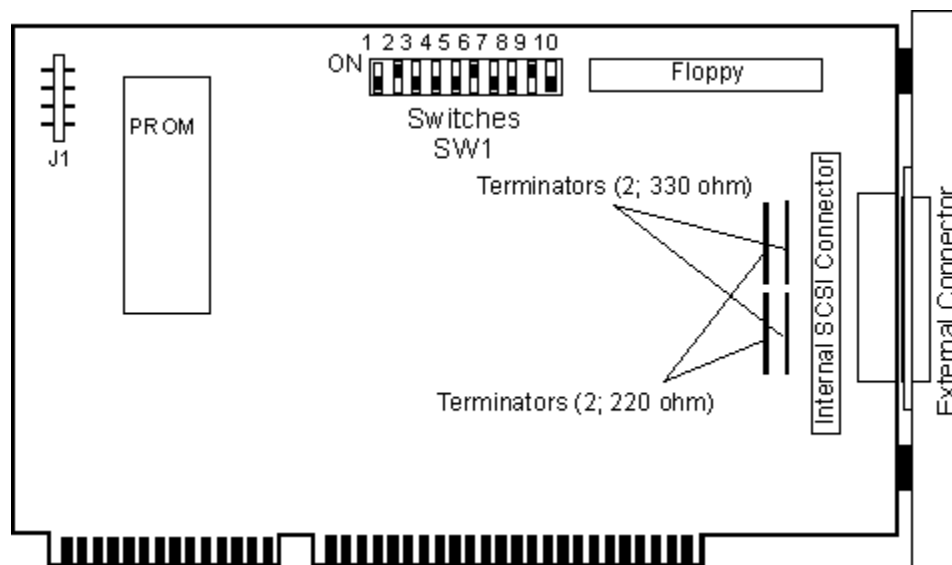 1 2 3 4 5 6 7 8 9 10
ON
Floppy
Switches
SW1
PROM
J1
Terminators (2; 330 ohm)
Internal SCSI Connector
External Connector
Terminators (2; 220 ohm)